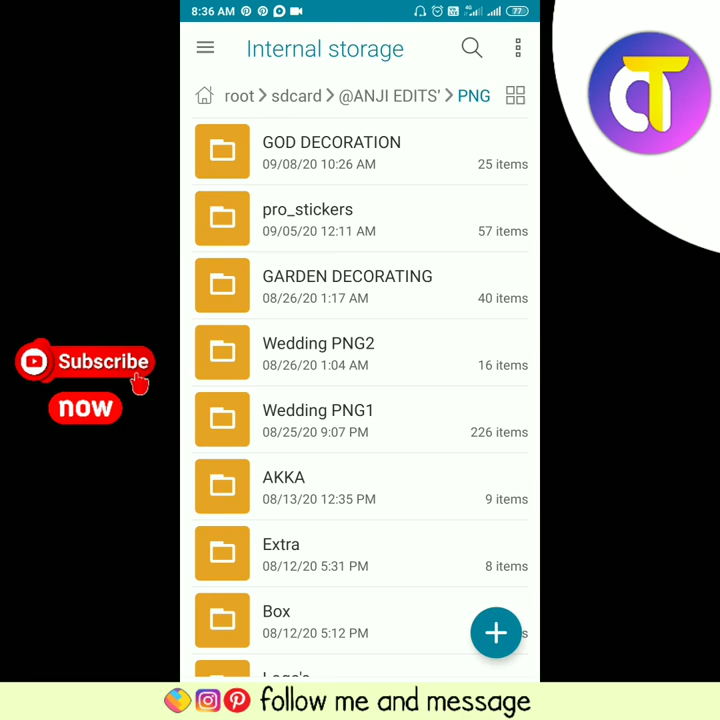 8:36 AM 4G 77
Internal storage
root > sdcard > @ANJI EDITS' > PNG
GOD DECORATION
09/08/20 10:26 AM 25 items
pro_stickers
09/05/20 12:11 AM 57 items
GARDEN DECORATING
08/26/20 1:17 AM 40 items
Wedding PNG2
08/26/20 1:04 AM 16 items
Wedding PNG1
08/25/20 9:07 PM 226 items
AKKA
08/13/20 12:35 PM 9 items
Extra
08/12/20 5:31 PM 8 items
Box
08/12/20 5:12 PM
Subscribe
now
follow me and message